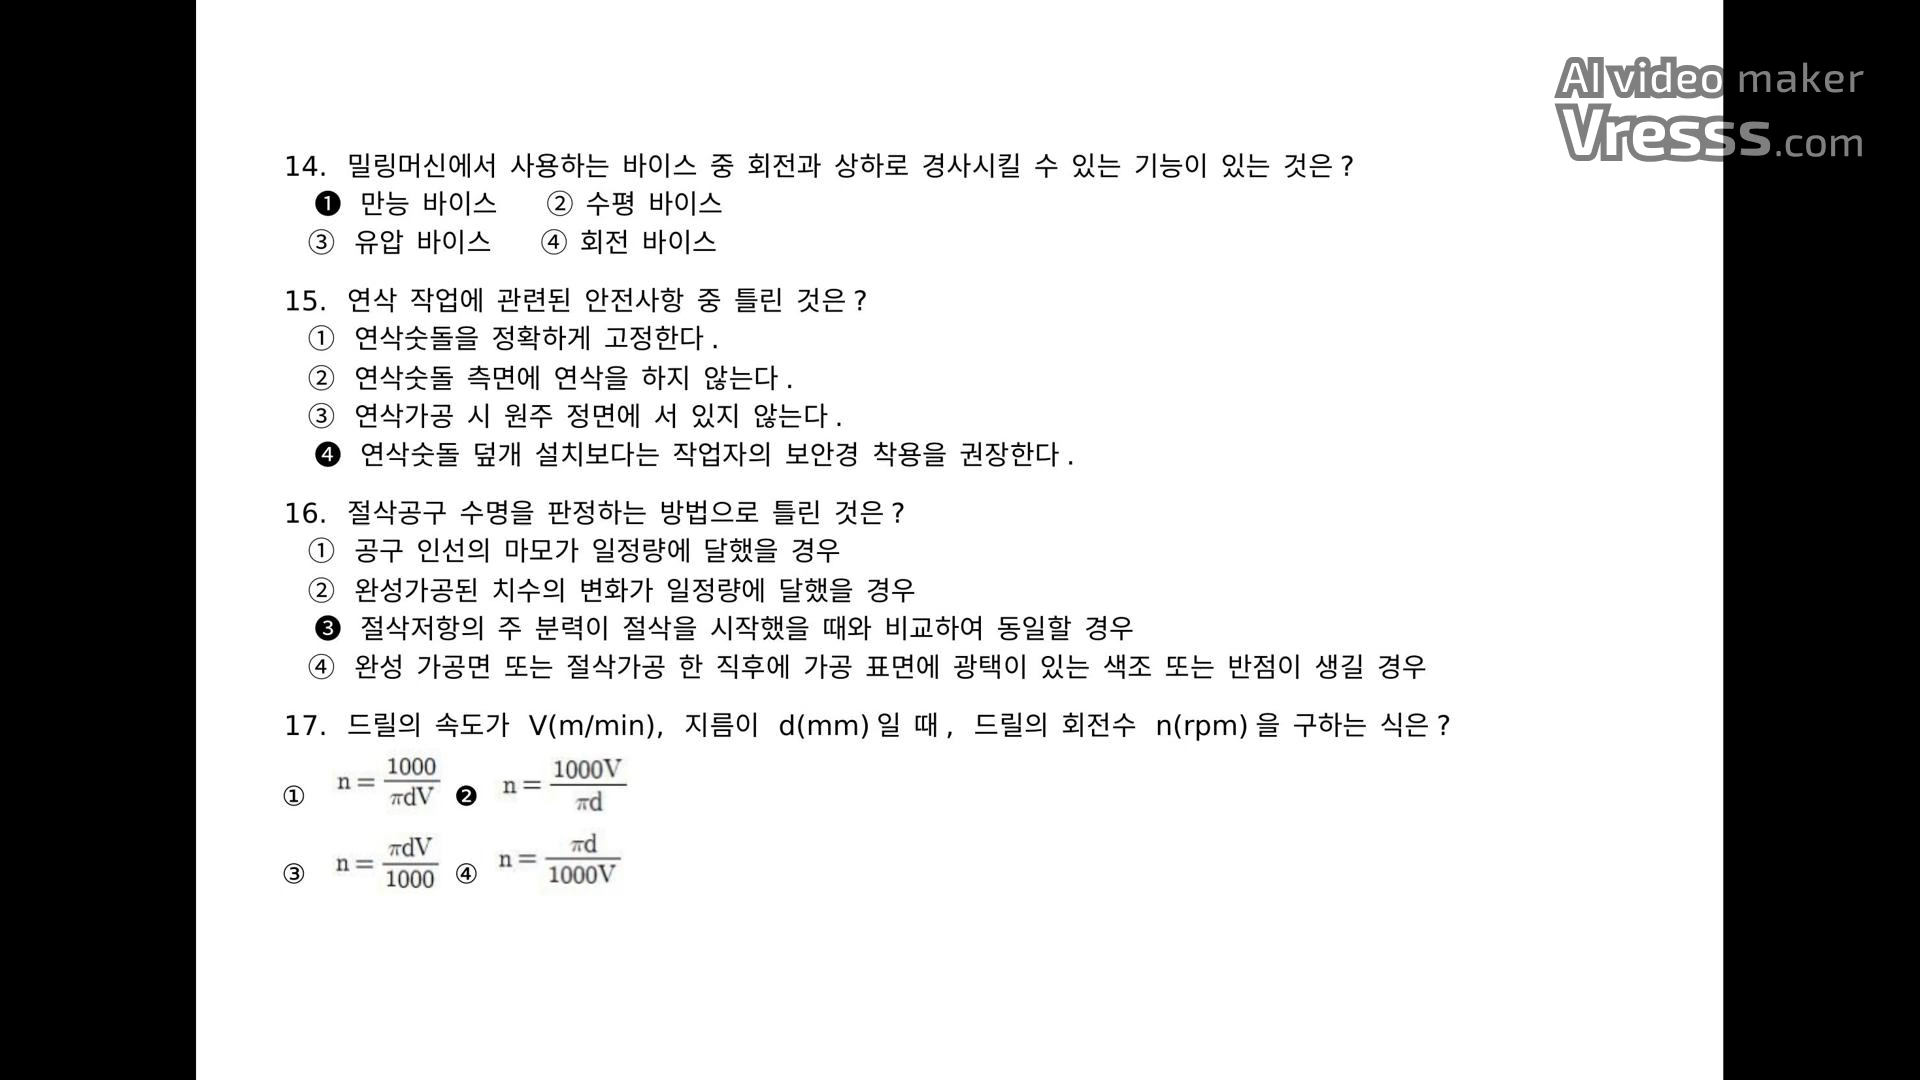 AI video maker
Vresss.com
14. 밀링머신에서 사용하는 바이스 중 회전과 상하로 경사시킬 수 있는 기능이 있는 것은?
❶ 만능 바이스 ② 수평 바이스
③ 유압 바이스 ④ 회전 바이스
15. 연삭 작업에 관련된 안전사항 중 틀린 것은?
① 연삭숫돌을 정확하게 고정한다.
② 연삭숫돌 측면에 연삭을 하지 않는다.
③ 연삭가공 시 원주 정면에 서 있지 않는다.
❹ 연삭숫돌 덮개 설치보다는 작업자의 보안경 착용을 권장한다.
16. 절삭공구 수명을 판정하는 방법으로 틀린 것은?
① 공구 인선의 마모가 일정량에 달했을 경우
② 완성가공된 치수의 변화가 일정량에 달했을 경우
❸ 절삭저항의 주 분력이 절삭을 시작했을 때와 비교하여 동일할 경우
④ 완성 가공면 또는 절삭가공 한 직후에 가공 표면에 광택이 있는 색조 또는 반점이 생길 경우
17. 드릴의 속도가 V(m/min), 지름이 d(mm)일 때, 드릴의 회전수 n(rpm)을 구하는 식은?
① n = 1000/πdV ❷ n = 1000V/πd
③ n = πdV/1000 ④ n = πd/1000V